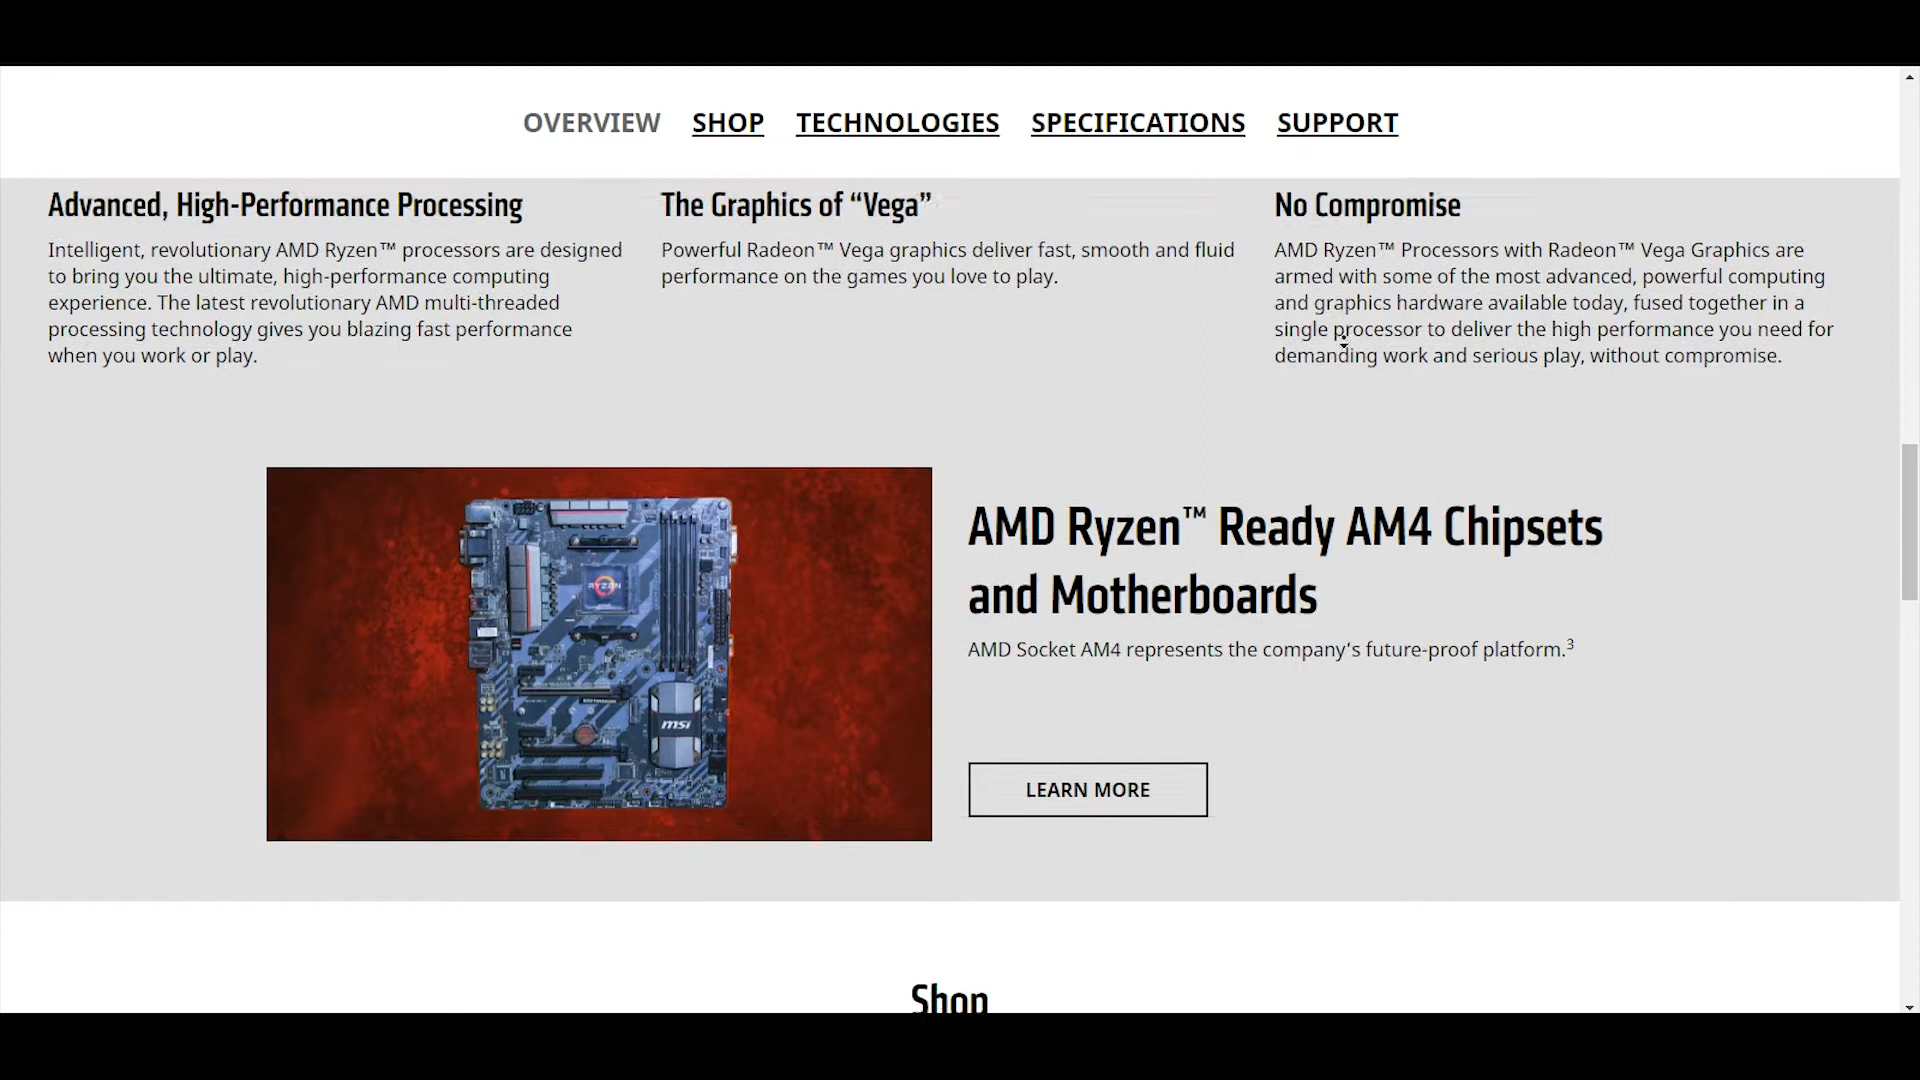 OVERVIEW SHOP TECHNOLOGIES SPECIFICATIONS SUPPORT
Advanced, High-Performance Processing
Intelligent, revolutionary AMD Ryzen™ processors are designed
to bring you the ultimate, high-performance computing
experience. The latest revolutionary AMD multi-threaded
processing technology gives you blazing fast performance
when you work or play.
The Graphics of “Vega”
Powerful Radeon™ Vega graphics deliver fast, smooth and fluid
performance on the games you love to play.
No Compromise
AMD Ryzen™ Processors with Radeon™ Vega Graphics are
armed with some of the most advanced, powerful computing
and graphics hardware available today, fused together in a
single processor to deliver the high performance you need for
demanding work and serious play, without compromise.
RYZEN
msi
AMD Ryzen™ Ready AM4 Chipsets
and Motherboards
AMD Socket AM4 represents the company’s future-proof platform.3
LEARN MORE
Shop